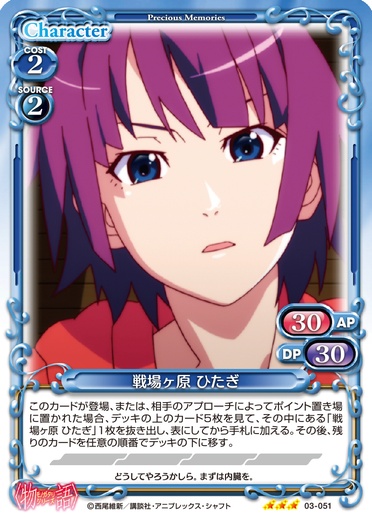 Precious Memories
Character
COST
2
SOURCE
2
30 AP
DP 30
戦場ヶ原 ひたぎ
このカードが登場、または、相手のアプローチによってポイント置き場
に置かれた場合、デッキの上のカード5枚を見て、その中にある「戦
場ヶ原 ひたぎ」1枚を抜き出し、表にしてから手札に加える。その後、残
りのカードを任意の順番でデッキの下に移す。
どうしてやろうかしら。まずは内臓を。
物語
©西尾維新／講談社・アニプレックス・シャフト
03-051